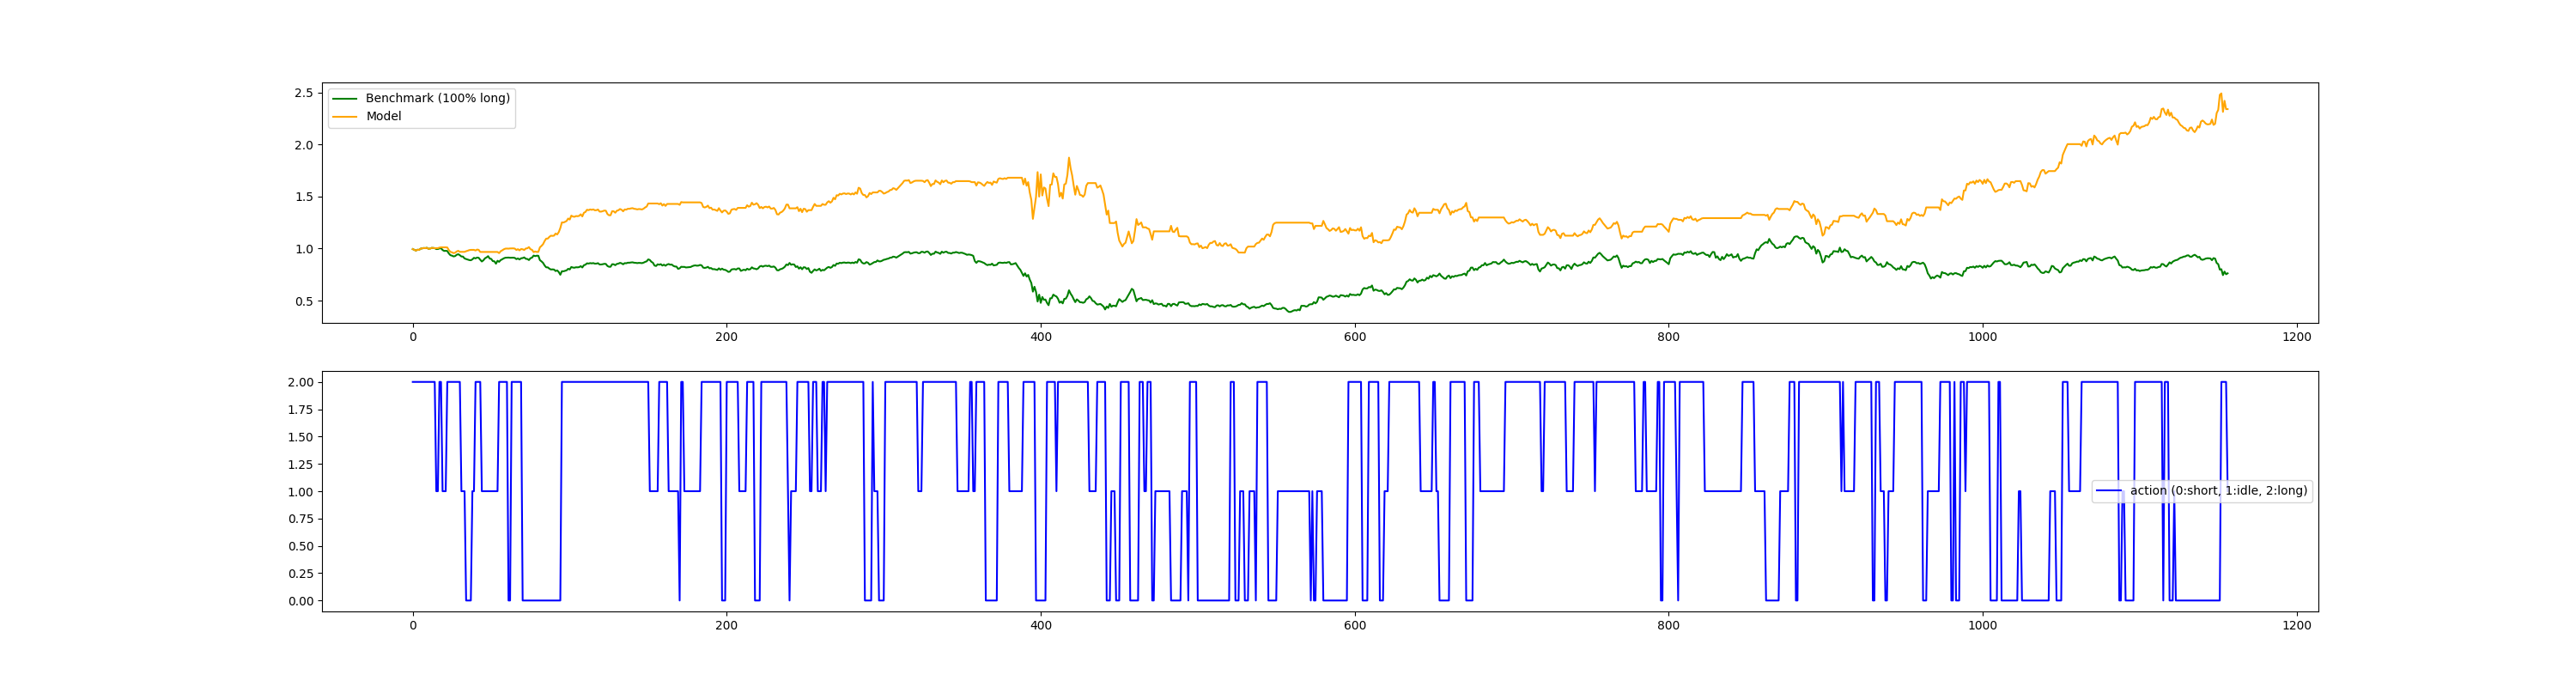 2.5
2.0
1.5
1.0
0.5
Benchmark (100% long)
Model
0 200 400 600 800 1000 1200
2.00
1.75
1.50
1.25
1.00
0.75
0.50
0.25
0.00
action (0:short, 1:idle, 2:long)
0 200 400 600 800 1000 1200